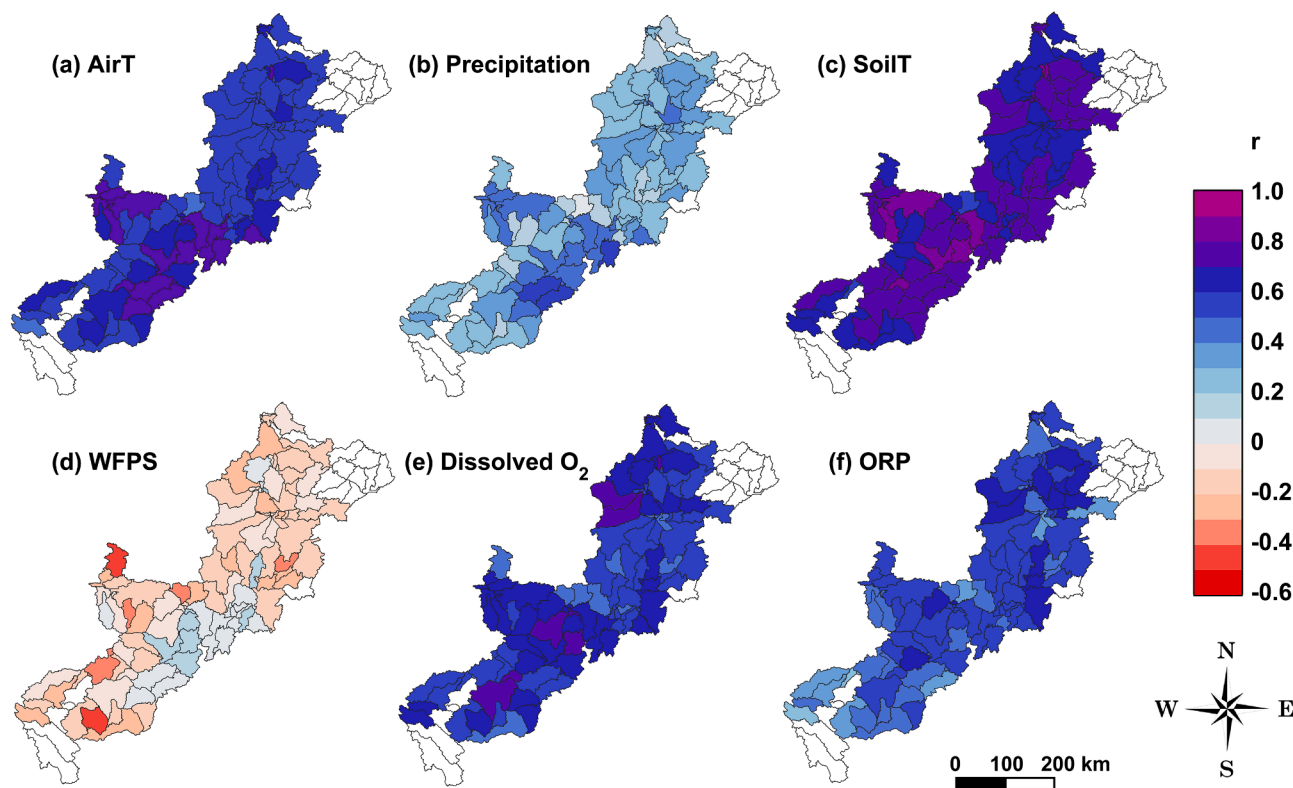 (a) AirT
(b) Precipitation
(c) SoilT
r
1.0
0.8
0.6
0.4
0.2
0
-0.2
-0.4
-0.6
(d) WFPS
(e) Dissolved O2
(f) ORP
N
W E
S
0 100 200 km